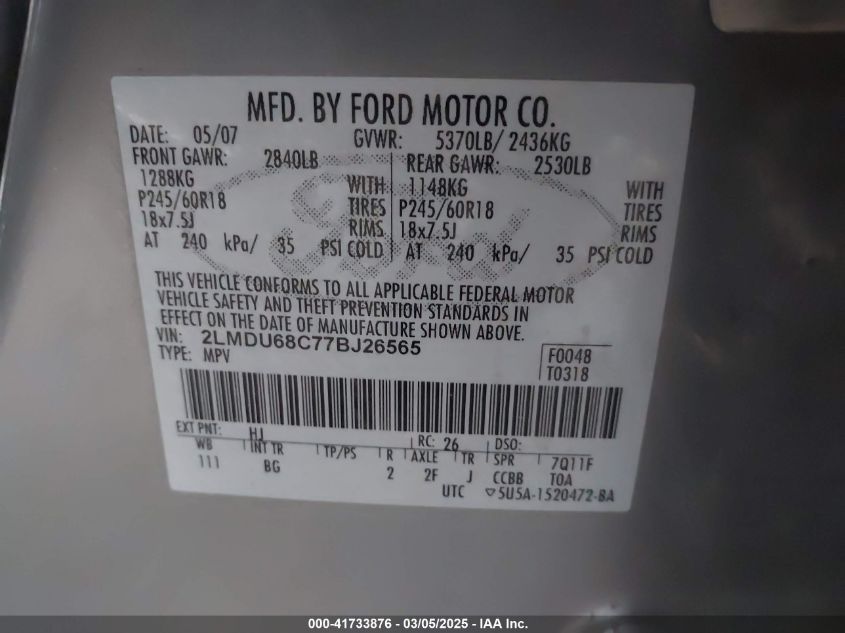 MFD. BY FORD MOTOR CO.
DATE: 05/07 GVWR: 5370LB/ 2436KG
FRONT GAWR: 2840LB REAR GAWR: 2530LB
1288KG WITH 1148KG WITH
P245/60R18 TIRES P245/60R18 TIRES
18x7.5J RIMS 18x7.5J RIMS
AT 240 kPa/ 35 PSI COLD AT 240 kPa/ 35 PSI COLD
Ford
THIS VEHICLE CONFORMS TO ALL APPLICABLE FEDERAL MOTOR
VEHICLE SAFETY AND THEFT PREVENTION STANDARDS IN
EFFECT ON THE DATE OF MANUFACTURE SHOWN ABOVE.
VIN: 2LMDU68C77BJ26565
TYPE: MPV
F0048
T0318
EXT PNT: HJ RC: 26 DSO:
WB INT TR TP/PS R AXLE TR SPR 7Q11F
111 BG 2 2F J CCBB TOA
UTC ▽5U5A-1520472-BA
000-41733876 - 03/05/2025 - IAA Inc.